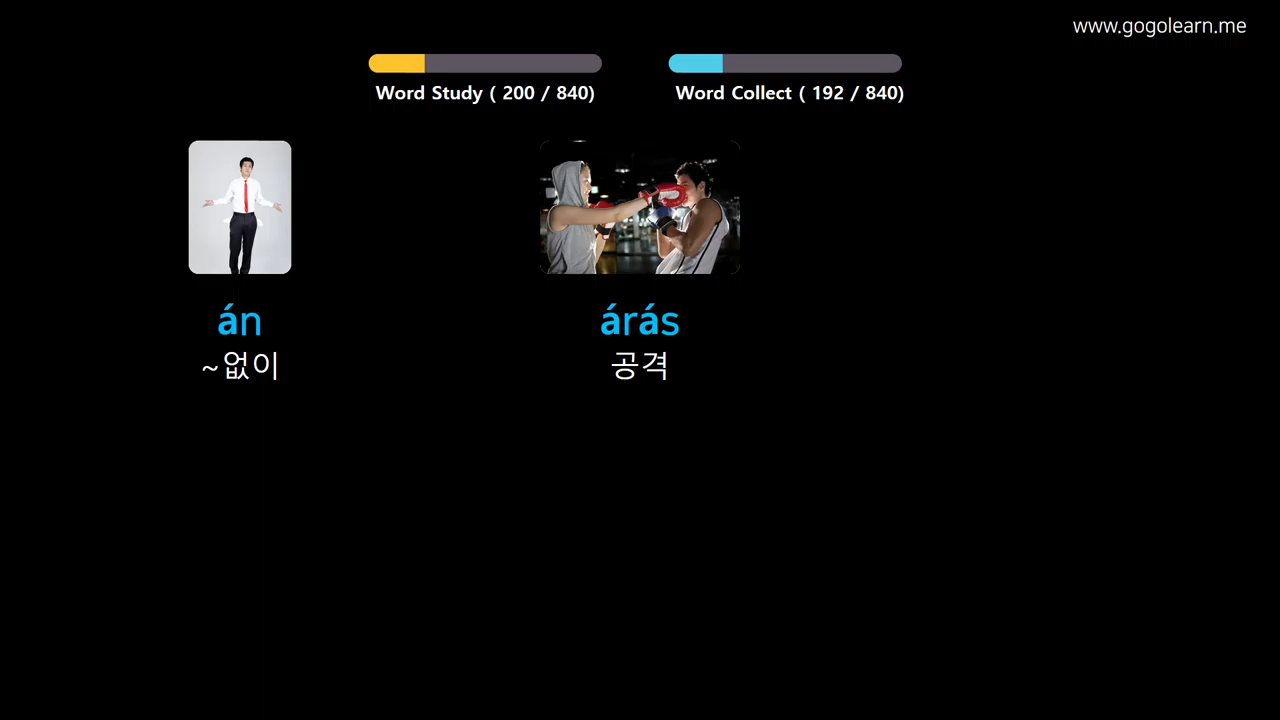 www.gogolearn.me
Word Study ( 200 / 840)
Word Collect ( 192 / 840)
án
~없이
árás
공격